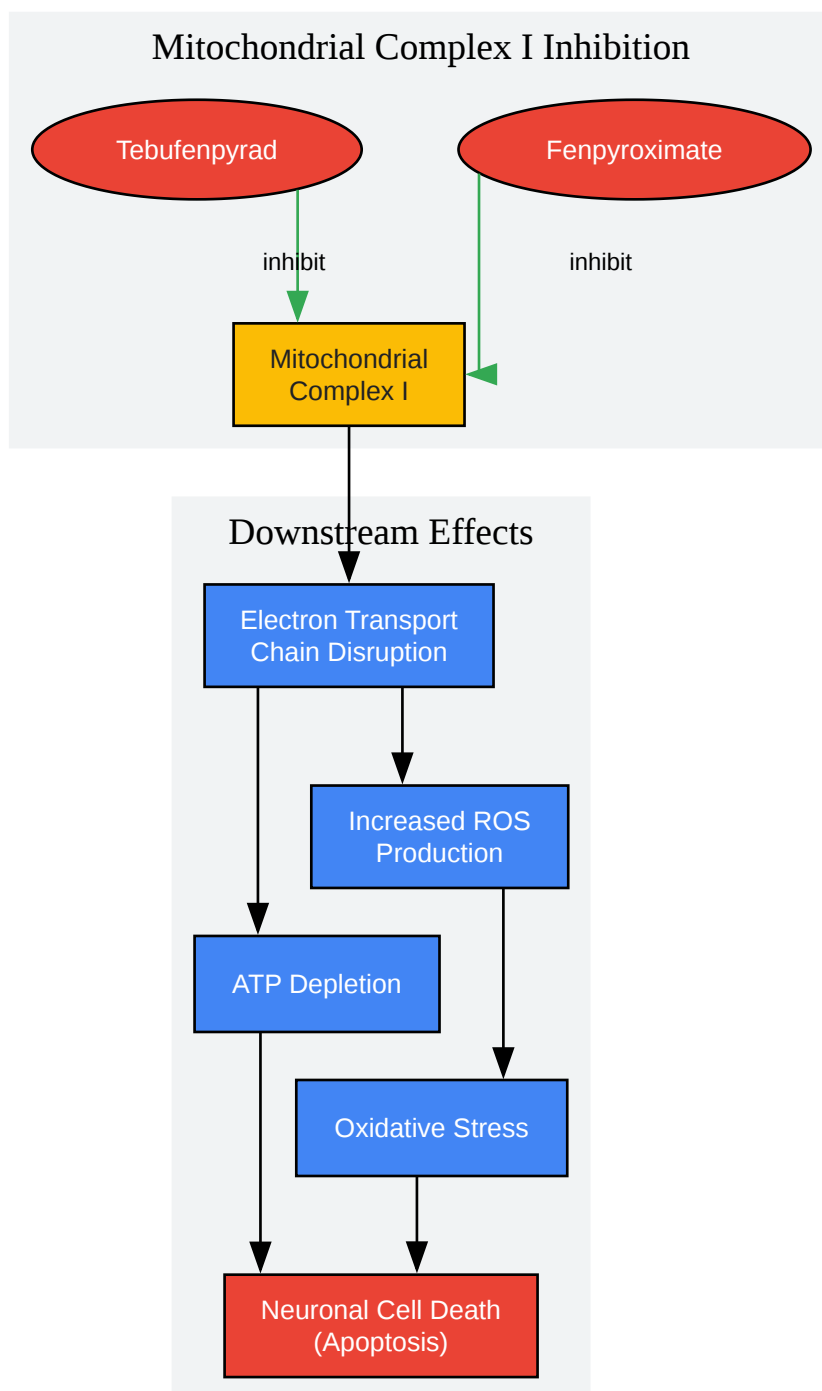 Mitochondrial Complex I Inhibition
Tebufenpyrad
Fenpyroximate
inhibit
inhibit
Mitochondrial
Complex I
Downstream Effects
Electron Transport
Chain Disruption
Increased ROS
Production
ATP Depletion
Oxidative Stress
Neuronal Cell Death
(Apoptosis)